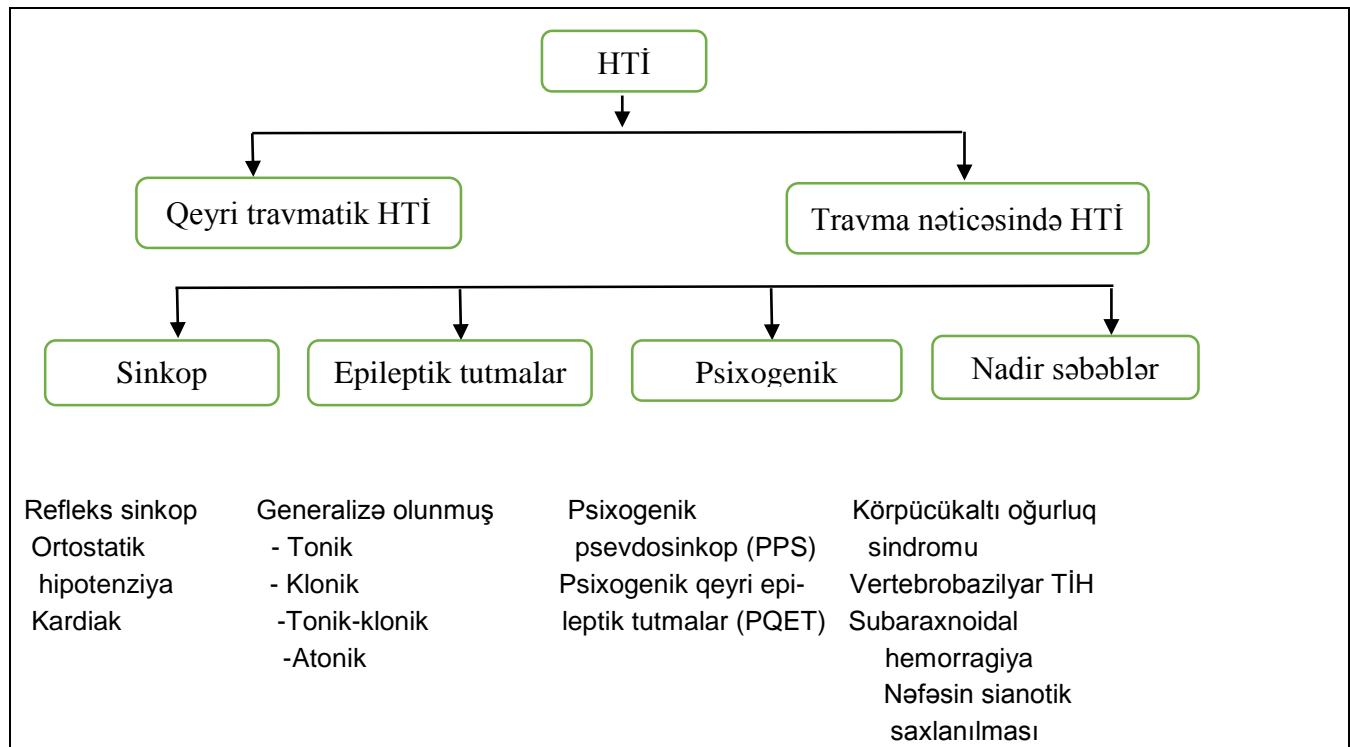 HTİ
Qeyri travmatik HTİ
Travma nəticəsində HTİ
Sinkop
Epileptik tutmalar
Psixogenik
Nadir səbəblər
Refleks sinkop
Ortostatik
hipotenziya
Kardiak
Generalizə olunmuş
- Tonik
- Klonik
-Tonik-klonik
-Atonik
Psixogenik
psevdosinkop (PPS)
Psixogenik qeyri epi-
leptik tutmalar (PQET)
Körpücükaltı oğurluq
sindromu
Vertebrobazilyar TİH
Subaraxnoidal
hemorragiya
Nəfəsin sianotik
saxlanılması